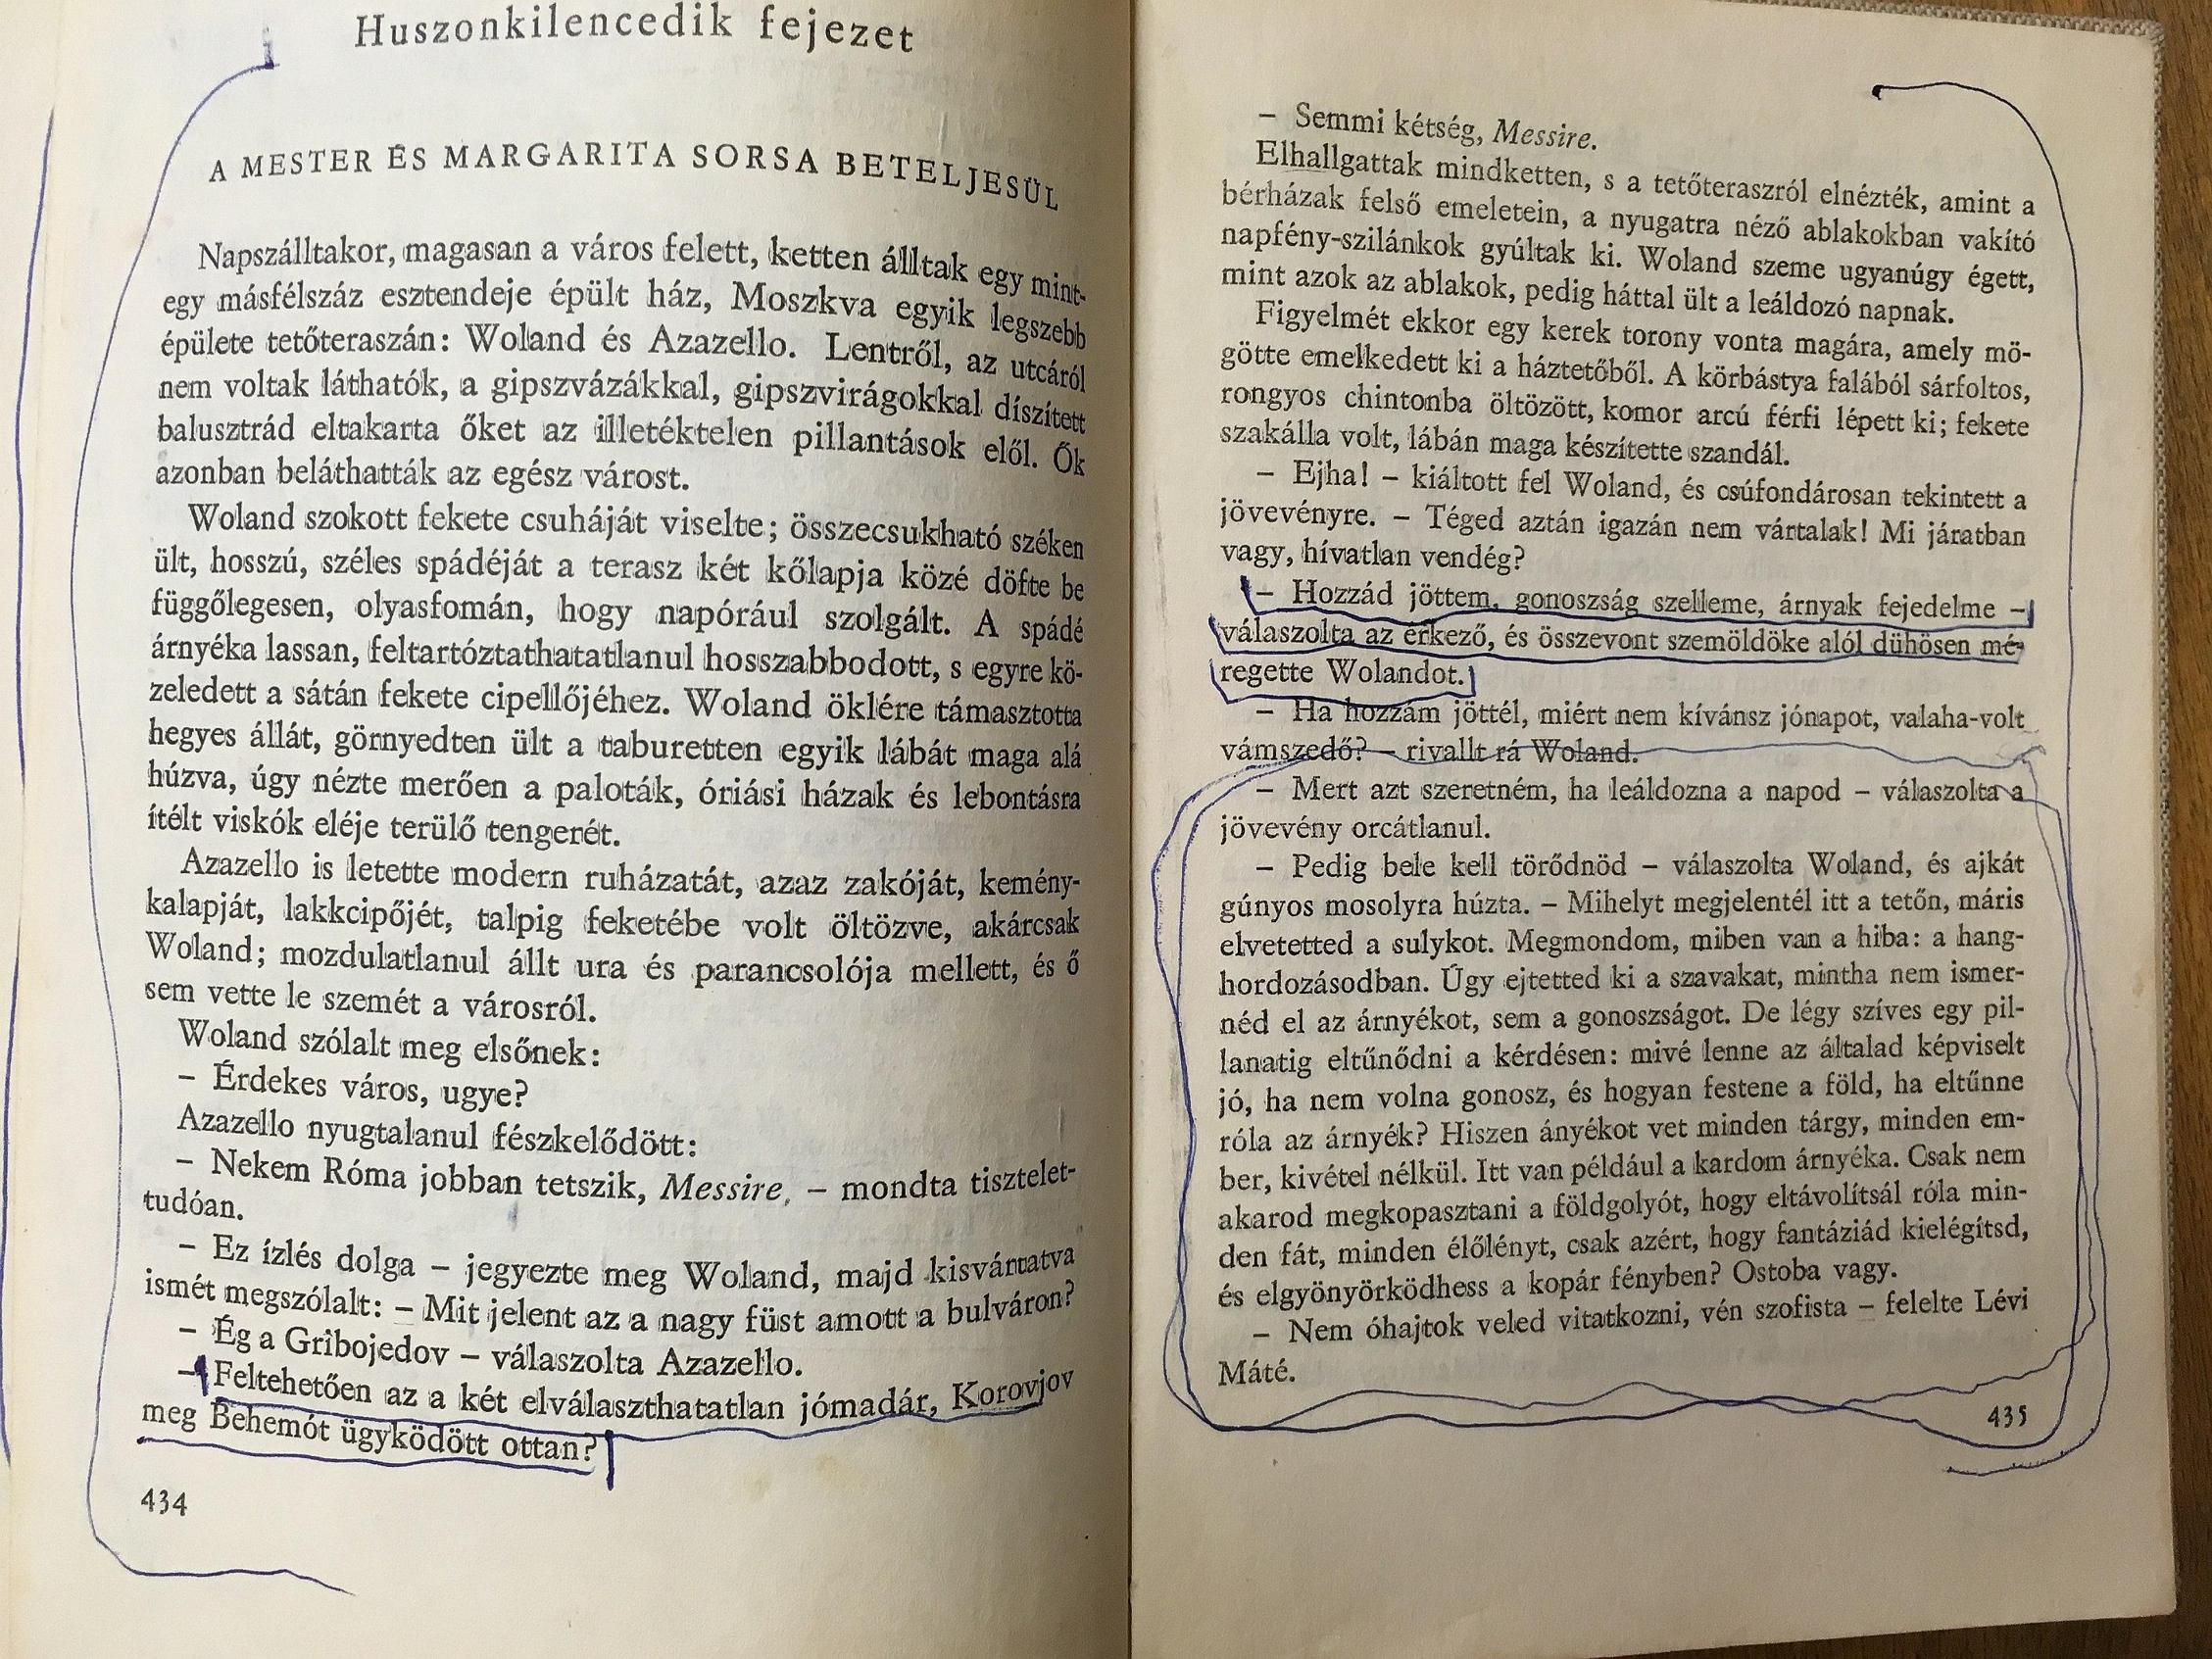 Huszonkilencedik fejezet
A MESTER ÉS MARGARITA SORSA BETELJESÜL
Napszálltakor, magasan a város felett, ketten álltak egy mint-
egy másfélszáz esztendeje épült ház, Moszkva egyik legszebb
épülete tetőteraszán: Woland és Azazello. Lentről, az utcáról
nem voltak láthatók, a gipszvázákkal, gipszvirágokkal díszített
balusztrád eltakarta őket az illetéktelen pillantások elől. Ők
azonban beláthatták az egész várost.
Woland szokott fekete csuháját viselte; összecsukható széken
ült, hosszú, széles spádéját a terasz két kőlapja közé döfte be
függőlegesen, olyasfomán, hogy napórául szolgált. A spádé
árnyéka lassan, feltartóztathatatlanul hosszabbodott, s egyre kö-
zeledett a sátán fekete cipellőjéhez. Woland öklére támasztotta
hegyes állát, görnyedten ült a taburetten egyik lábát maga alá
húzva, úgy nézte merően a paloták, óriási házak és lebontásra
ítélt viskók eléje terülő tengerét.
Azazello is letette modern ruházatát, azaz zakóját, kemény-
kalapját, lakkcipőjét, talpig feketébe volt öltözve, akárcsak
Woland; mozdulatlanul állt ura és parancsolója mellett, és ő
sem vette le szemét a városról.
Woland szólalt meg elsőnek:
– Érdekes város, ugye?
Azazello nyugtalanul fészkelődött:
– Nekem Róma jobban tetszik, Messire, – mondta tisztelet-
tudóan.
– Ez ízlés dolga – jegyezte meg Woland, majd kisvártatva
ismét megszólalt: – Mit jelent az a nagy füst amott a bulváron?
– Ég a Gribojedov – válaszolta Azazello.
– Feltehetően az a két elválaszthatatlan jómadár, Korovjov
meg Behemót ügyködött ottan?
434
– Semmi kétség, Messire.
Elhallgattak mindketten, s a tetőteraszról elnézték, amint a
bérházak felső emeletein, a nyugatra néző ablakokban vakító
napfény-szilánkok gyúltak ki. Woland szeme ugyanúgy égett,
mint azok az ablakok, pedig háttal ült a leáldozó napnak.
Figyelmét ekkor egy kerek torony vonta magára, amely mö-
götte emelkedett ki a háztetőből. A körbástya falából sárfoltos,
rongyos chintonba öltözött, komor arcú férfi lépett ki; fekete
szakálla volt, lábán maga készítette szandál.
– Ejha! – kiáltott fel Woland, és csúfondárosan tekintett a
jövevényre. – Téged aztán igazán nem vártalak! Mi járatban
vagy, hívatlan vendég?
– Hozzád jöttem, gonoszság szelleme, árnyak fejedelme –
válaszolta az érkező, és összevont szemöldöke alól dühösen mé-
regette Wolandot.
– Ha hozzám jöttél, miért nem kívánsz jónapot, valaha-volt
vámszedő? – rivallt rá Woland.
– Mert azt szeretném, ha leáldozna a napod – válaszolta a
jövevény orcátlanul.
– Pedig bele kell törődnöd – válaszolta Woland, és ajkát
gúnyos mosolyra húzta. – Mihelyt megjelentél itt a tetőn, máris
elvetetted a sulykot. Megmondom, miben van a hiba: a hang-
hordozásodban. Úgy ejtetted ki a szavakat, mintha nem ismer-
néd el az árnyékot, sem a gonoszságot. De légy szíves egy pil-
lanatig eltűnődni a kérdésen: mivé lenne az általad képviselt
jó, ha nem volna gonosz, és hogyan festene a föld, ha eltűnne
róla az árnyék? Hiszen ányékot vet minden tárgy, minden em-
ber, kivétel nélkül. Itt van például a kardom árnyéka. Csak nem
akarod megkopasztani a földgolyót, hogy eltávolítsál róla min-
den fát, minden élőlényt, csak azért, hogy fantáziád kielégítsd,
és elgyönyörködhess a kopár fényben? Ostoba vagy.
– Nem óhajtok veled vitatkozni, vén szofista – felelte Lévi
Máté.
435